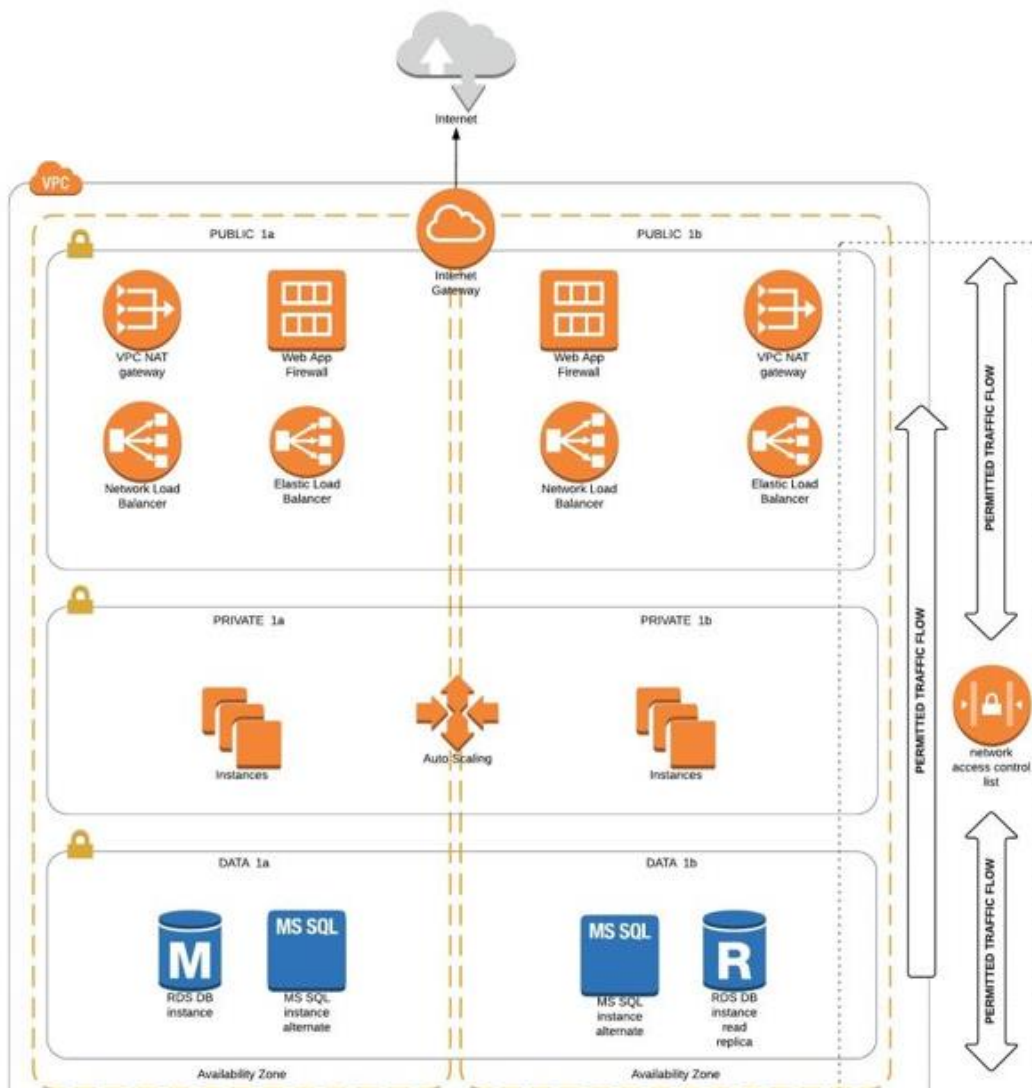 Internet
VPC
PUBLIC 1a
PUBLIC 1b
Internet
Gateway
VPC NAT
gateway
Web App
Firewall
Web App
Firewall
VPC NAT
gateway
Network Load
Balancer
Elastic Load
Balancer
Network Load
Balancer
Elastic Load
Balancer
PERMITTED TRAFFIC FLOW
PERMITTED TRAFFIC FLOW
PRIVATE 1a
PRIVATE 1b
Instances
Auto Scaling
Instances
network
access control
list
DATA 1a
DATA 1b
M
RDS DB
instance
MS SQL
MS SQL
instance
alternate
MS SQL
MS SQL
instance
alternate
R
RDS DB
instance
read
replica
PERMITTED TRAFFIC FLOW
Availability Zone
Availability Zone